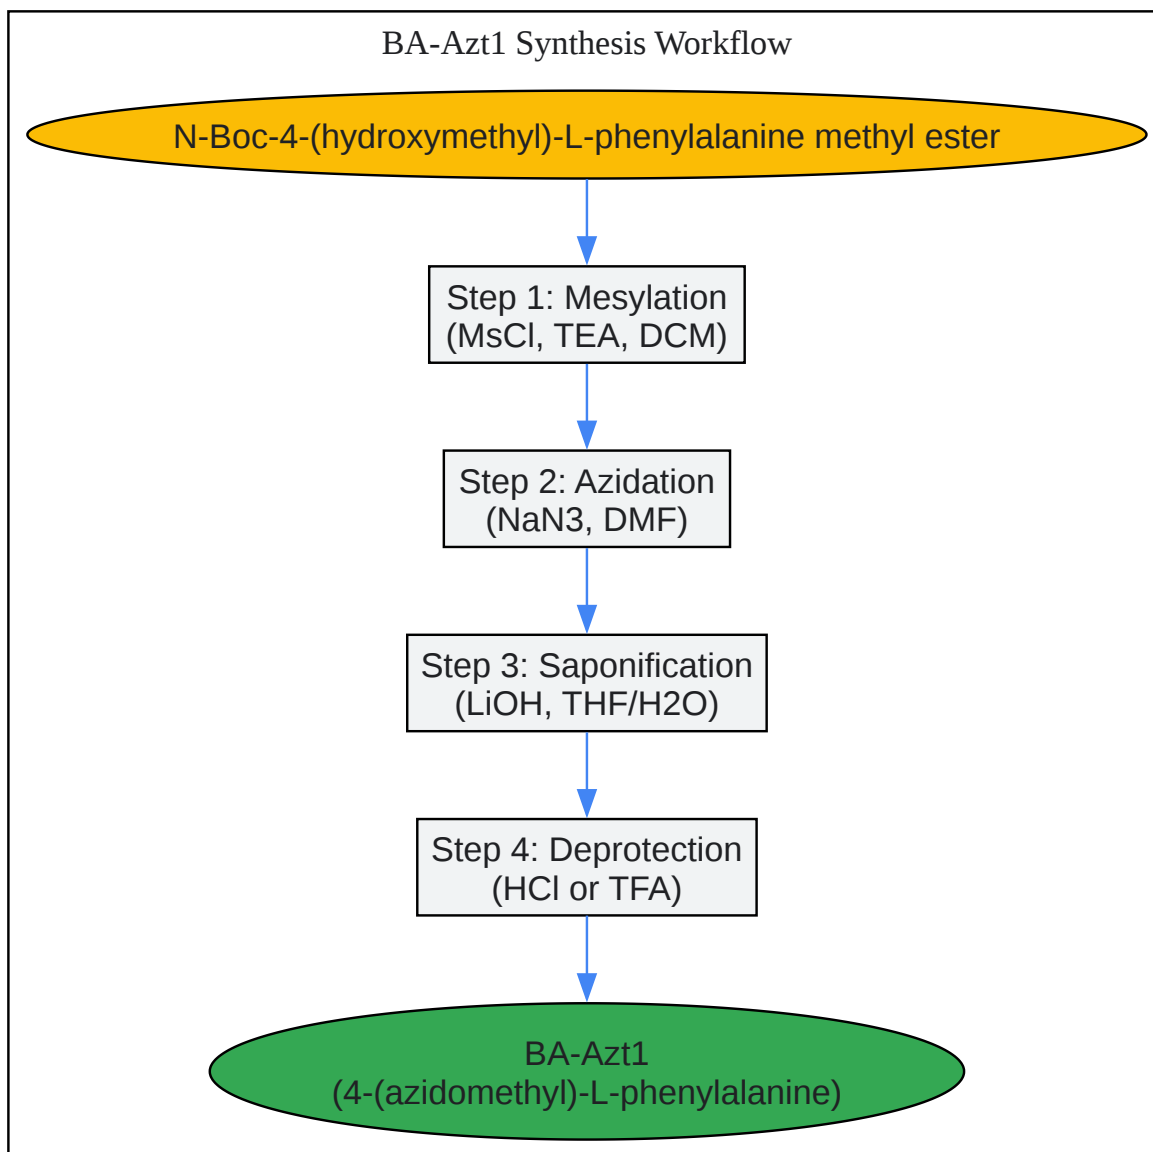 BA-Azt1 Synthesis Workflow
N-Boc-4-(hydroxymethyl)-L-phenylalanine methyl ester
Step 1: Mesylation
(MsCl, TEA, DCM)
Step 2: Azidation
(NaN3, DMF)
Step 3: Saponification
(LiOH, THF/H2O)
Step 4: Deprotection
(HCl or TFA)
BA-Azt1
(4-(azidomethyl)-L-phenylalanine)